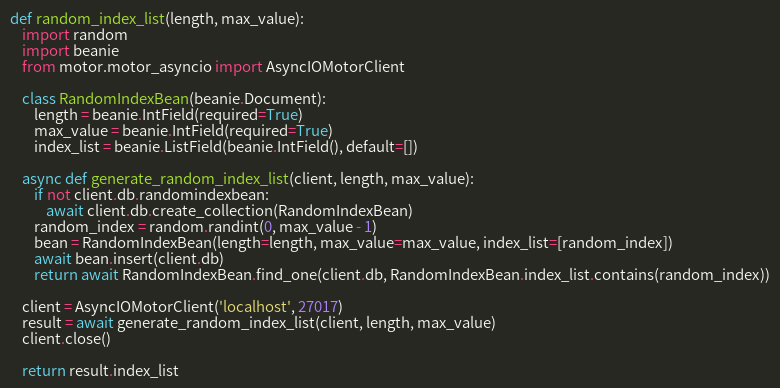 def random_index_list(length, max_value):
    import random
    import beanie
    from motor.motor_asyncio import AsyncIOMotorClient

    class RandomIndexBean(beanie.Document):
        length = beanie.IntField(required=True)
        max_value = beanie.IntField(required=True)
        index_list = beanie.ListField(beanie.IntField(), default=[])

    async def generate_random_index_list(client, length, max_value):
        if not client.db.randomindexbean:
            await client.db.create_collection(RandomIndexBean)
        random_index = random.randint(0, max_value - 1)
        bean = RandomIndexBean(length=length, max_value=max_value, index_list=[random_index])
        await bean.insert(client.db)
        return await RandomIndexBean.find_one(client.db, RandomIndexBean.index_list.contains(random_index))

    client = AsyncIOMotorClient('localhost', 27017)
    result = await generate_random_index_list(client, length, max_value)
    client.close()

    return result.index_list